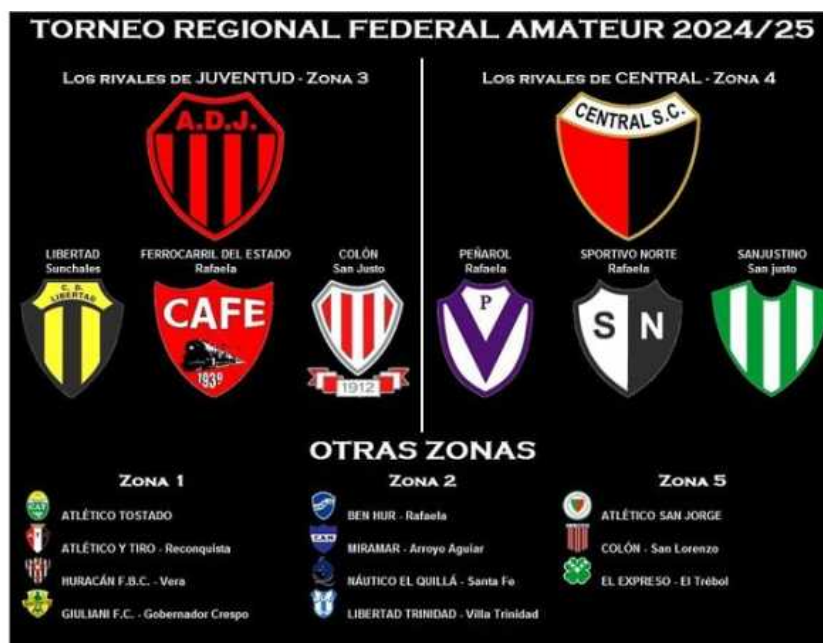 TORNEO REGIONAL FEDERAL AMATEUR 2024/25
LOS RIVALES DE JUVENTUD - ZONA 3
A.D.J.
LIBERTAD
Sunchales
C. D. LIBERTAD
FERROCARRIL DEL ESTADO
Rafaela
CAFE
1939
COLÓN
San Justo
1912
LOS RIVALES DE CENTRAL - ZONA 4
CENTRAL S.C.
PEÑAROL
Rafaela
P
SPORTIVO NORTE
Rafaela
S N
SANJUSTINO
San justo
OTRAS ZONAS
ZONA 1
ATLÉTICO TOSTADO
ATLÉTICO Y TIRO - Reconquista
HURACÁN F.B.C. - Vera
GIULIANI F.C. - Gobernador Crespo
ZONA 2
BEN HUR - Rafaela
MIRAMAR - Arroyo Aguiar
NÁUTICO EL QUILLÁ - Santa Fe
LIBERTAD TRINIDAD - Villa Trinidad
ZONA 5
ATLÉTICO SAN JORGE
COLÓN - San Lorenzo
EL EXPRESO - El Trébol